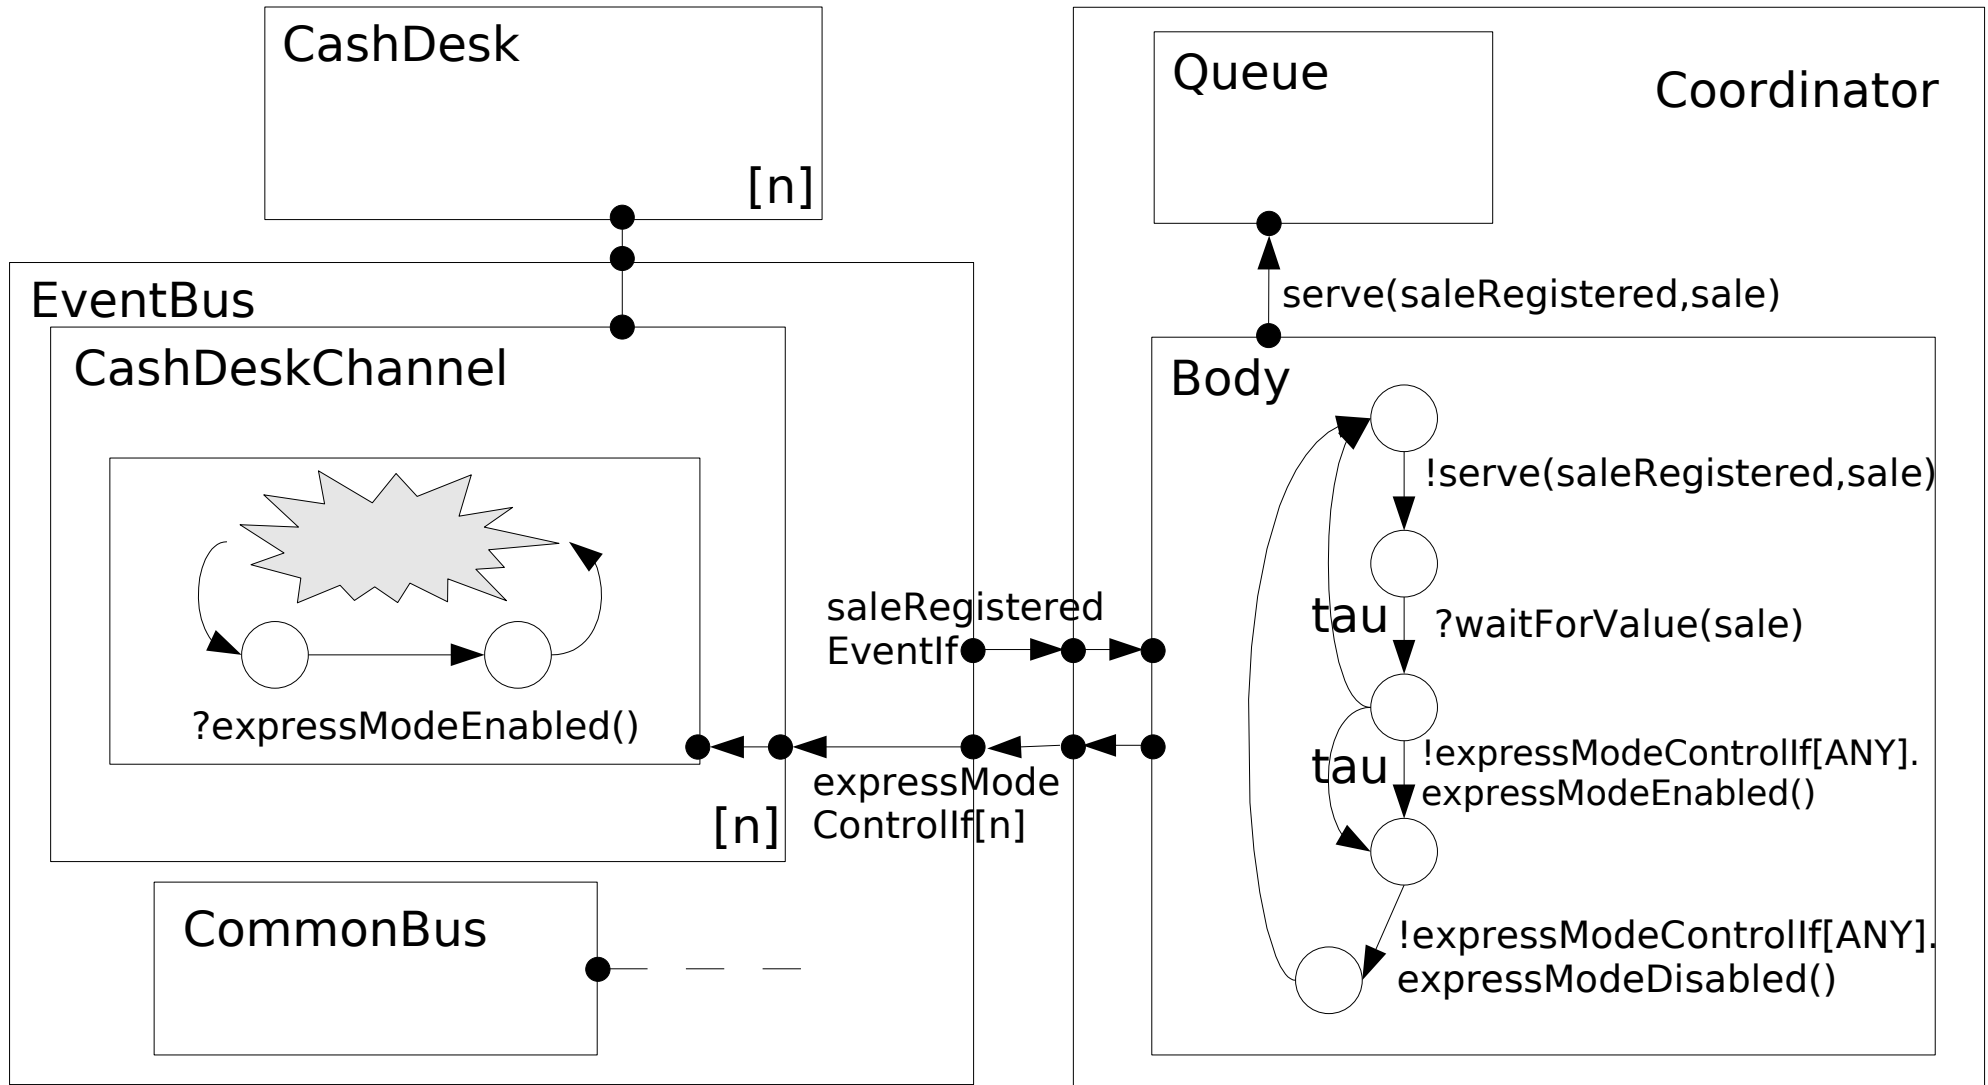 CashDesk
[n]
EventBus
CashDeskChannel
?expressModeEnabled()
[n]
CommonBus
saleRegistered
EventIf
expressMode
ControlIf[n]
Queue
Coordinator
serve(saleRegistered,sale)
Body
!serve(saleRegistered,sale)
tau
?waitForValue(sale)
tau
!expressModeControlIf[ANY].
expressModeEnabled()
!expressModeControlIf[ANY].
expressModeDisabled()